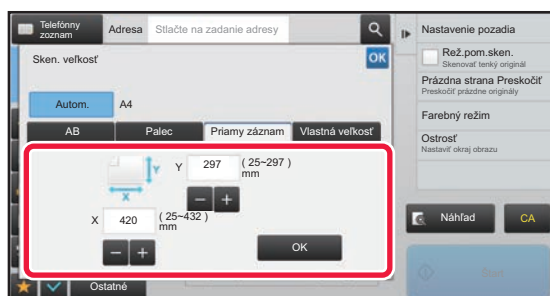 Telefónny
zoznam
Adresa
Stlačte na zadanie adresy
Nastavenie pozadia
Sken. veľkosť
OK
Rež.pom.sken.
Skenovať tenký originál
Prázdna strana Preskočiť
Preskočiť prázdne originály
Autom.
A4
Farebný režim
AB
Palec
Priamy záznam
Vlastná veľkosť
Ostrosť
Nastaviť okraj obrazu
Y
Y
297
( 25~297 )
mm
X
X
420
( 25~432 )
mm
OK
Náhľad
CA
Ostatné
Štart